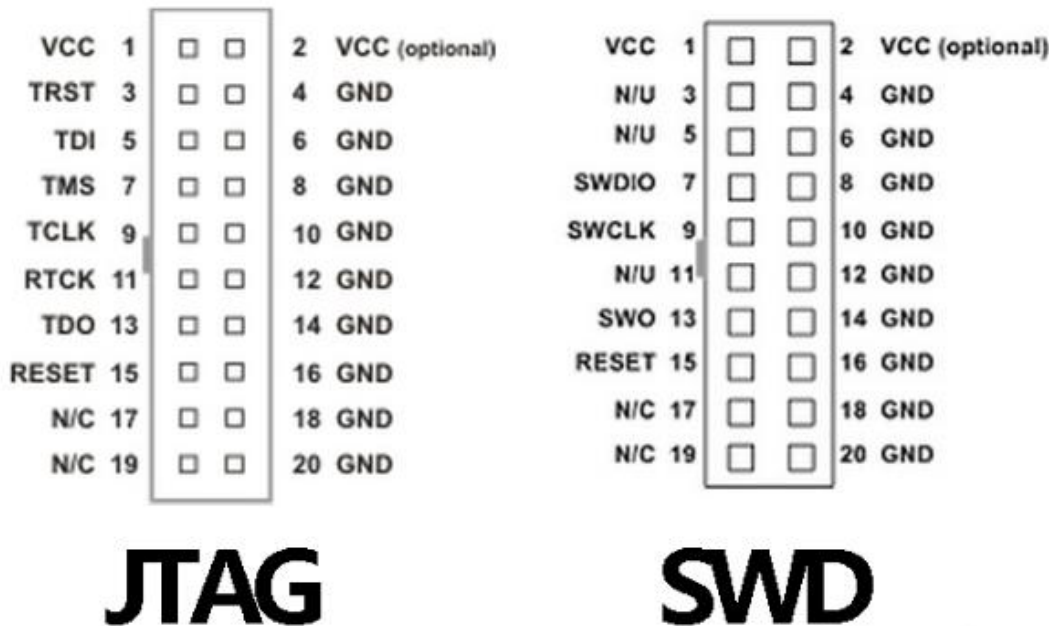 VCC 1 2 VCC (optional)
TRST 3 4 GND
TDI 5 6 GND
TMS 7 8 GND
TCLK 9 10 GND
RTCK 11 12 GND
TDO 13 14 GND
RESET 15 16 GND
N/C 17 18 GND
N/C 19 20 GND
JTAG
VCC 1 2 VCC (optional)
N/U 3 4 GND
N/U 5 6 GND
SWDIO 7 8 GND
SWCLK 9 10 GND
N/U 11 12 GND
SWO 13 14 GND
RESET 15 16 GND
N/C 17 18 GND
N/C 19 20 GND
SWD